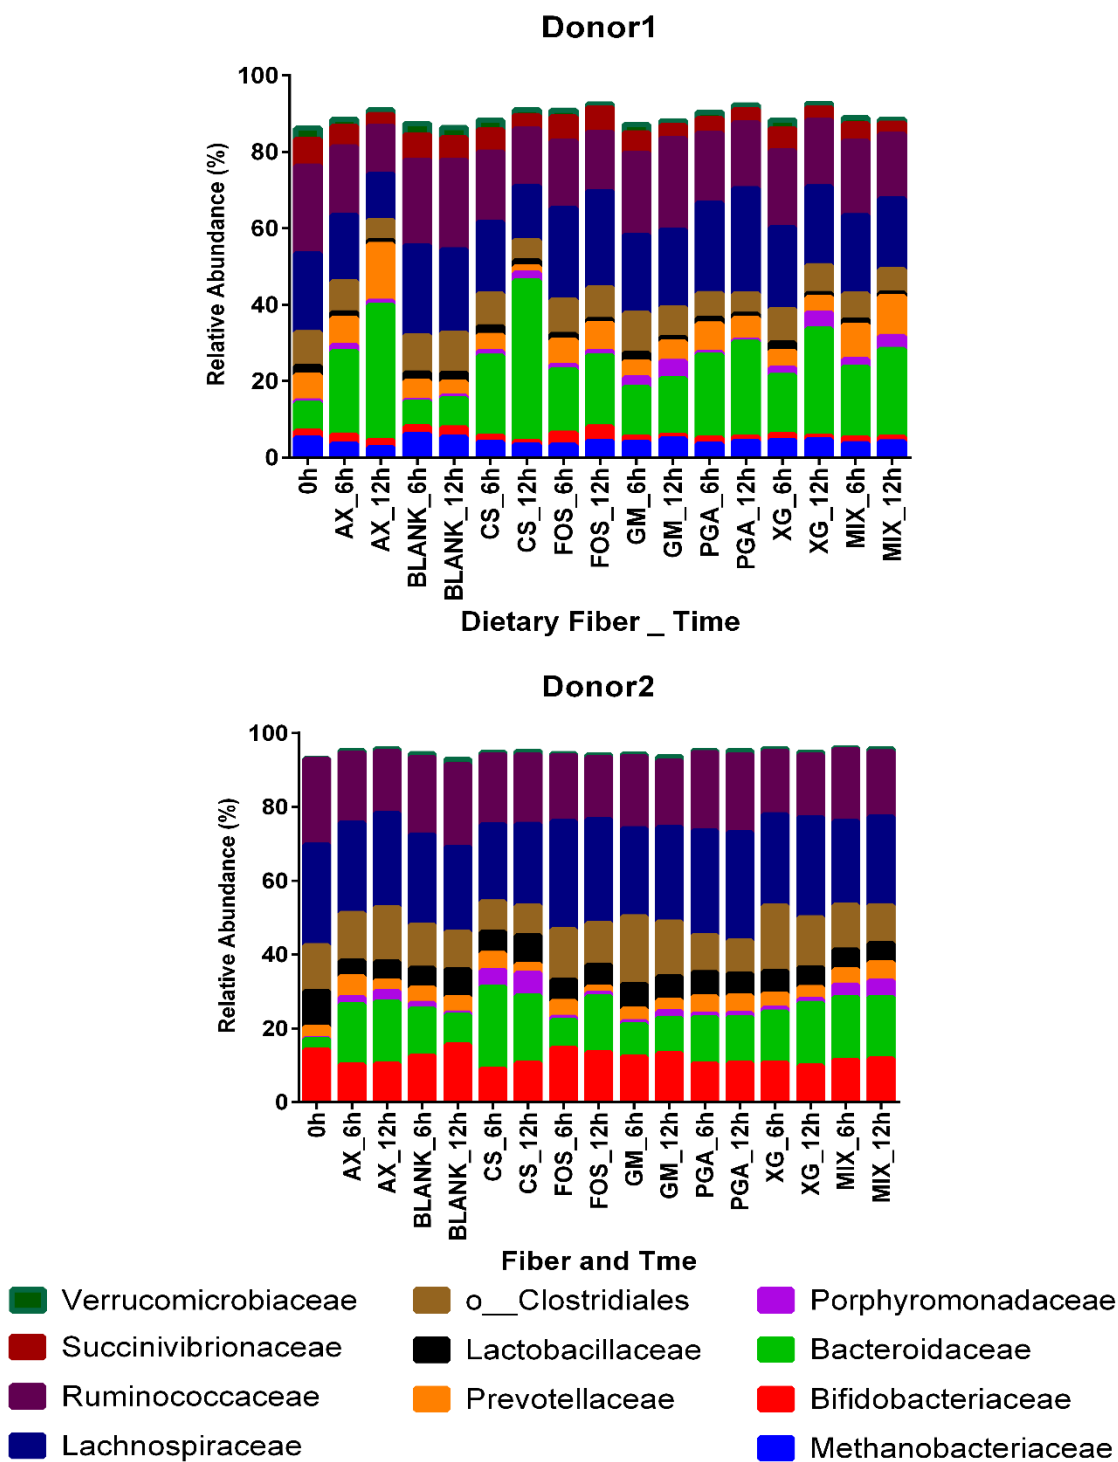 Donor1
Relative Abundance (%)
100
80
60
40
20
0
0h
AX_6h
AX_12h
BLANK_6h
BLANK_12h
CS_6h
CS_12h
FOS_6h
FOS_12h
GM_6h
GM_12h
PGA_6h
PGA_12h
XG_6h
XG_12h
MIX_6h
MIX_12h
Dietary Fiber _ Time
Donor2
Relative Abundance (%)
100
80
60
40
20
0
0h
AX_6h
AX_12h
BLANK_6h
BLANK_12h
CS_6h
CS_12h
FOS_6h
FOS_12h
GM_6h
GM_12h
PGA_6h
PGA_12h
XG_6h
XG_12h
MIX_6h
MIX_12h
Fiber and Tme
Verrucomicrobiaceae
Succinivibrionaceae
Ruminococcaceae
Lachnospiraceae
o__Clostridiales
Lactobacillaceae
Prevotellaceae
Porphyromonadaceae
Bacteroidaceae
Bifidobacteriaceae
Methanobacteriaceae